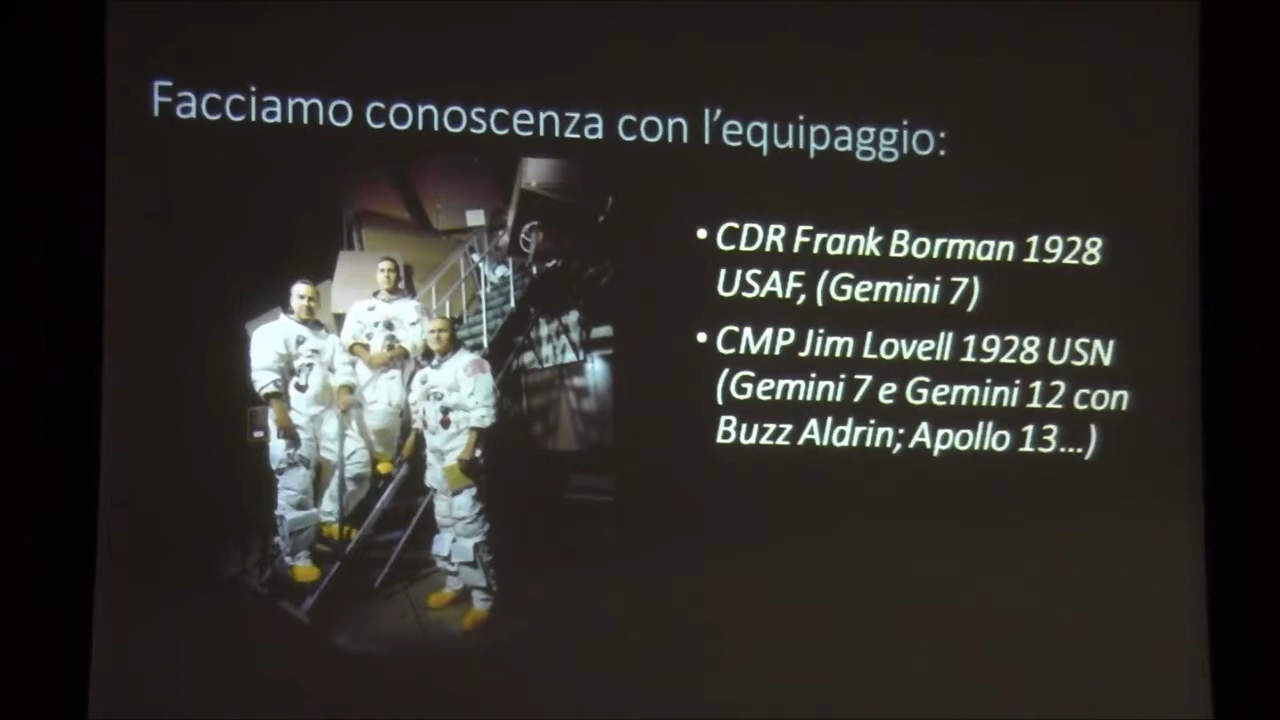 Facciamo conoscenza con l'equipaggio:
• CDR Frank Borman 1928
USAF, (Gemini 7)
• CMP Jim Lovell 1928 USN
(Gemini 7 e Gemini 12 con
Buzz Aldrin; Apollo 13...)